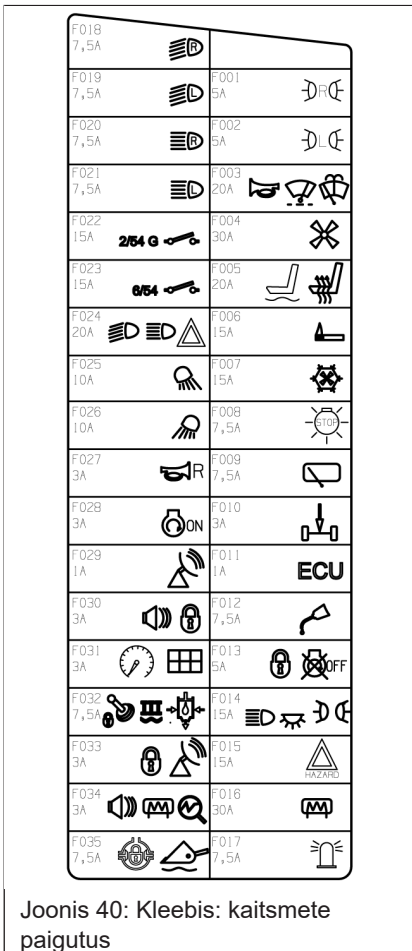 F018
7,5A
R
F019
7,5A
L
F001
5A
R
F020
7,5A
R
F002
5A
L
F021
7,5A
L
F003
20A
F022
15A
2/54 G
F004
30A
F023
15A
6/54
F005
20A
F024
20A
F006
15A
F025
10A
F007
15A
F026
10A
F008
7,5A
STOP
F027
3A
R
F009
7,5A
F028
3A
ON
F010
3A
F029
1A
F011
1A
ECU
F030
3A
F012
7,5A
F031
3A
F013
5A
OFF
F032
7,5A
F014
15A
F033
3A
F015
15A
HAZARD
F034
3A
F016
30A
F035
7,5A
F017
7,5A
Joonis 40: Kleebis: kaitsmete
paigutus